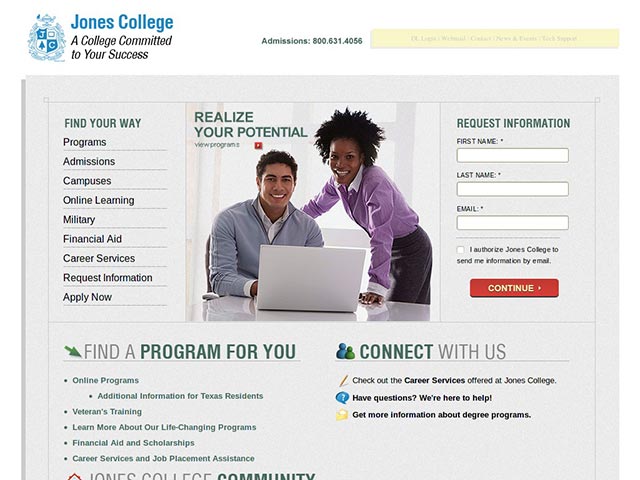 Jones College
A College Committed
to Your Success
J C
Admissions: 800.631.4056
OL Login | Webmail | Contact | News & Events | Tech Support
FIND YOUR WAY
Programs
Admissions
Campuses
Online Learning
Military
Financial Aid
Career Services
Request Information
Apply Now
REALIZE
YOUR POTENTIAL
view programs
REQUEST INFORMATION
FIRST NAME: *
LAST NAME: *
EMAIL: *
I authorize Jones College to
send me information by email.
CONTINUE
FIND A PROGRAM FOR YOU
Online Programs
Additional Information for Texas Residents
Veteran's Training
Learn More About Our Life-Changing Programs
Financial Aid and Scholarships
Career Services and Job Placement Assistance
CONNECT WITH US
Check out the Career Services offered at Jones College.
Have questions? We're here to help!
Get more information about degree programs.
JONES COLLEGE COMMUNITY